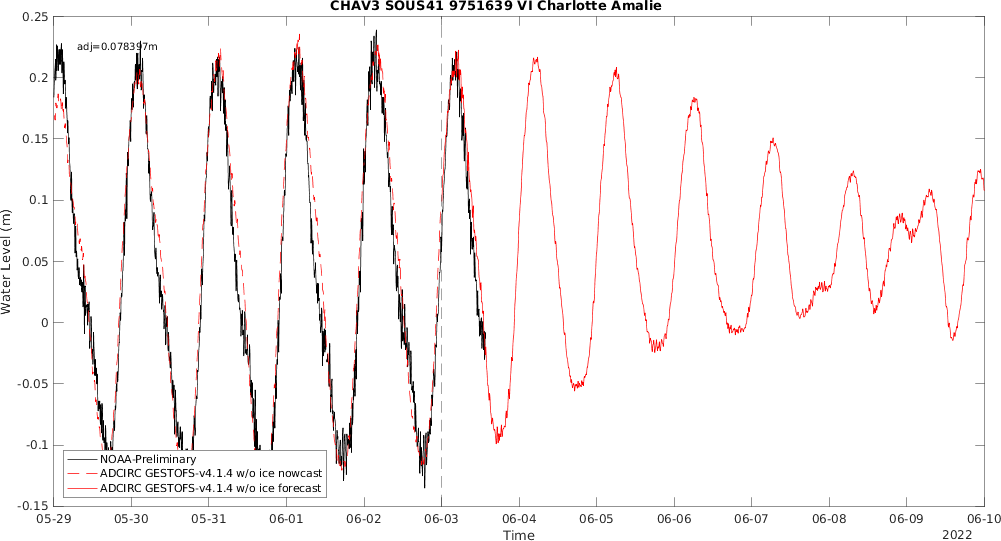 CHAV3 SOUS41 9751639 VI Charlotte Amalie
0.25
adj=0.078397m
0.2
0.15
0.1
0.05
0
-0.05
-0.1
-0.15
Water Level (m)
NOAA-Preliminary
ADCIRC GESTOFS-v4.1.4 w/o ice nowcast
ADCIRC GESTOFS-v4.1.4 w/o ice forecast
05-29 05-30 05-31 06-01 06-02 06-03 06-04 06-05 06-06 06-07 06-08 06-09 06-10
Time
2022